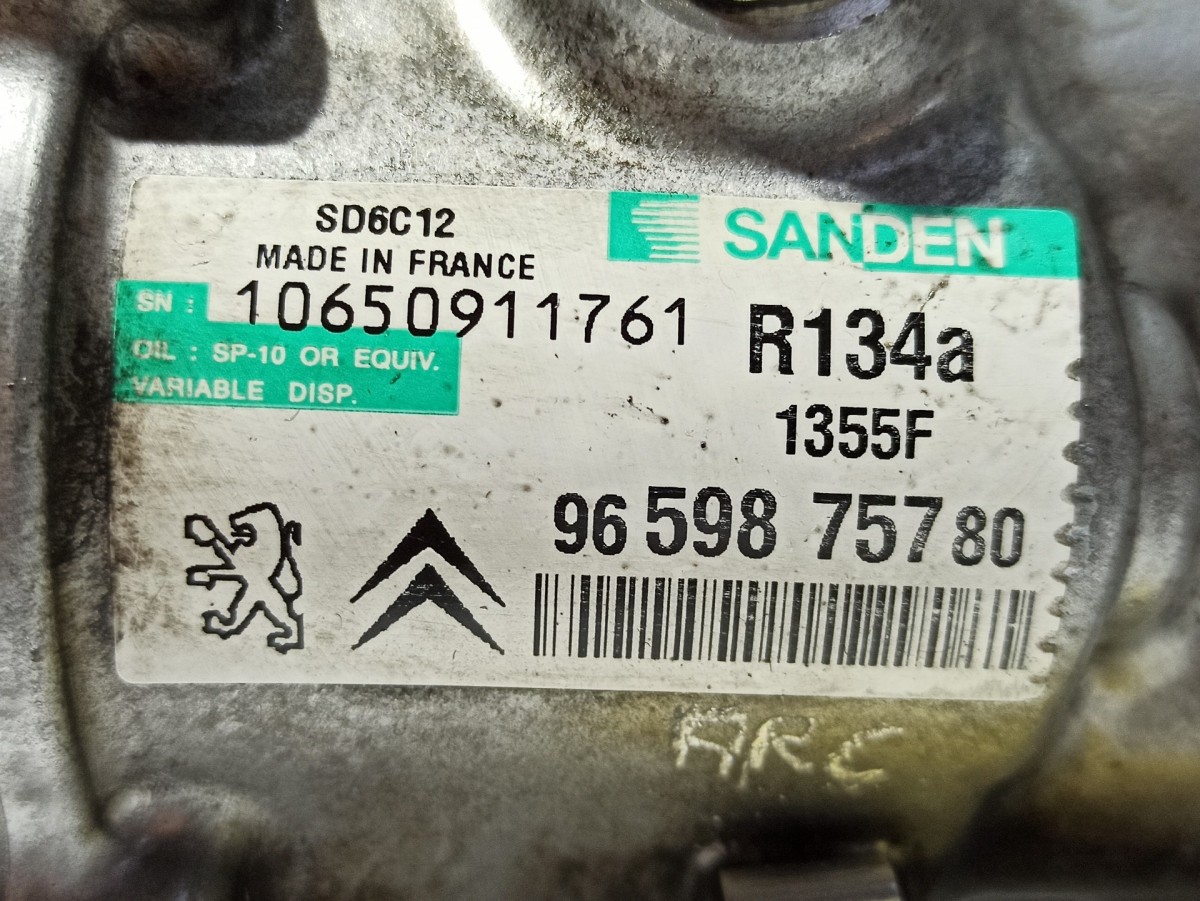 SD6C12
SANDEN
MADE IN FRANCE
SN : 10650911761
R134a
OIL : SP-10 OR EQUIV.
VARIABLE DISP.
1355F
96 598 757 80
ARC